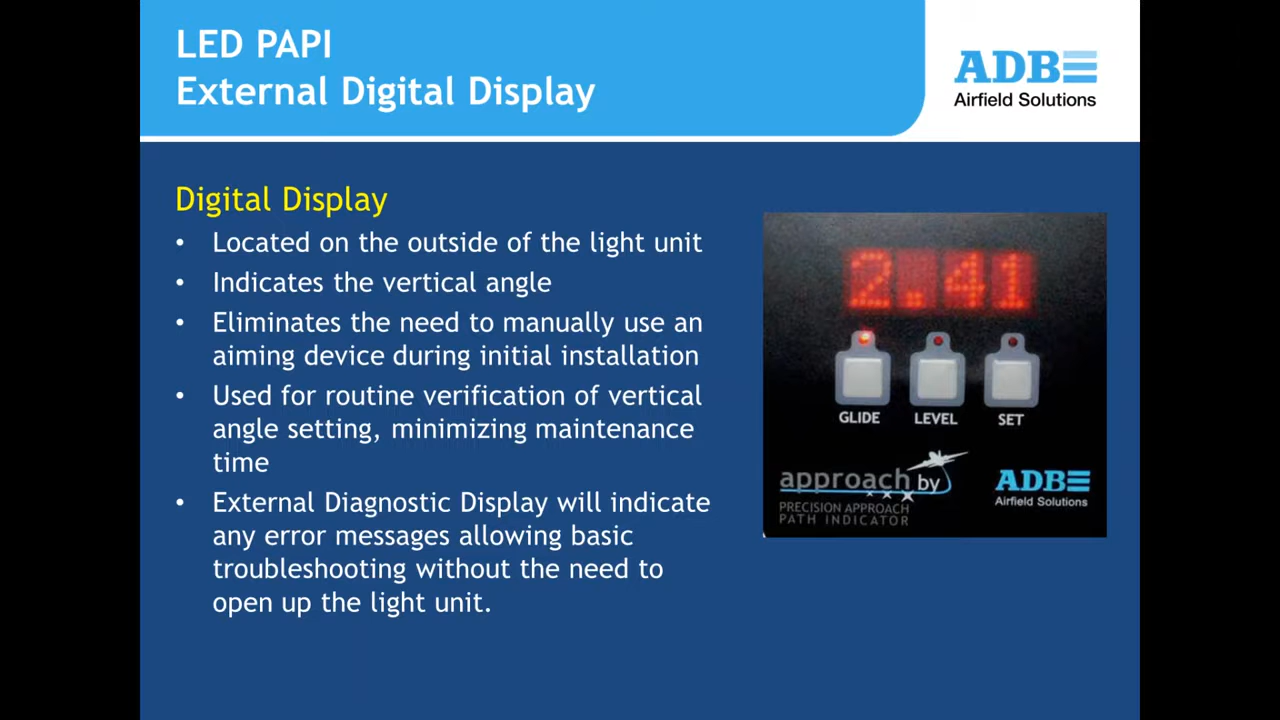 LED PAPI
External Digital Display
ADB
Airfield Solutions
Digital Display
• Located on the outside of the light unit
• Indicates the vertical angle
• Eliminates the need to manually use an
aiming device during initial installation
• Used for routine verification of vertical
angle setting, minimizing maintenance
time
• External Diagnostic Display will indicate
any error messages allowing basic
troubleshooting without the need to
open up the light unit.
2.41
GLIDE LEVEL SET
approach by
PRECISION APPROACH
PATH INDICATOR
ADB
Airfield Solutions